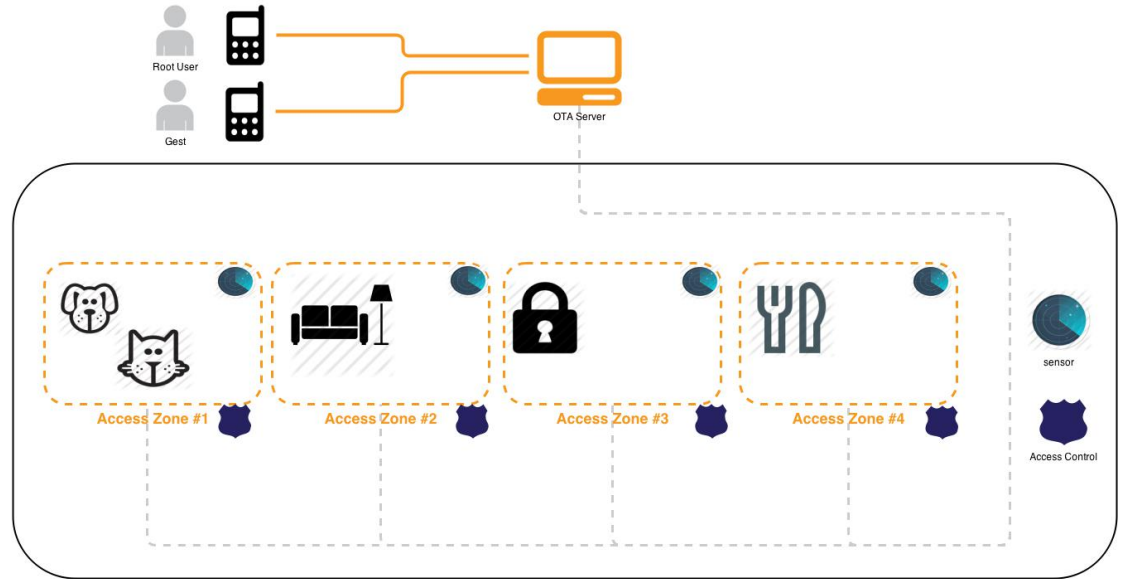 Root User
Gest
OTA Server
Access Zone #1
Access Zone #2
Access Zone #3
Access Zone #4
sensor
Access Control